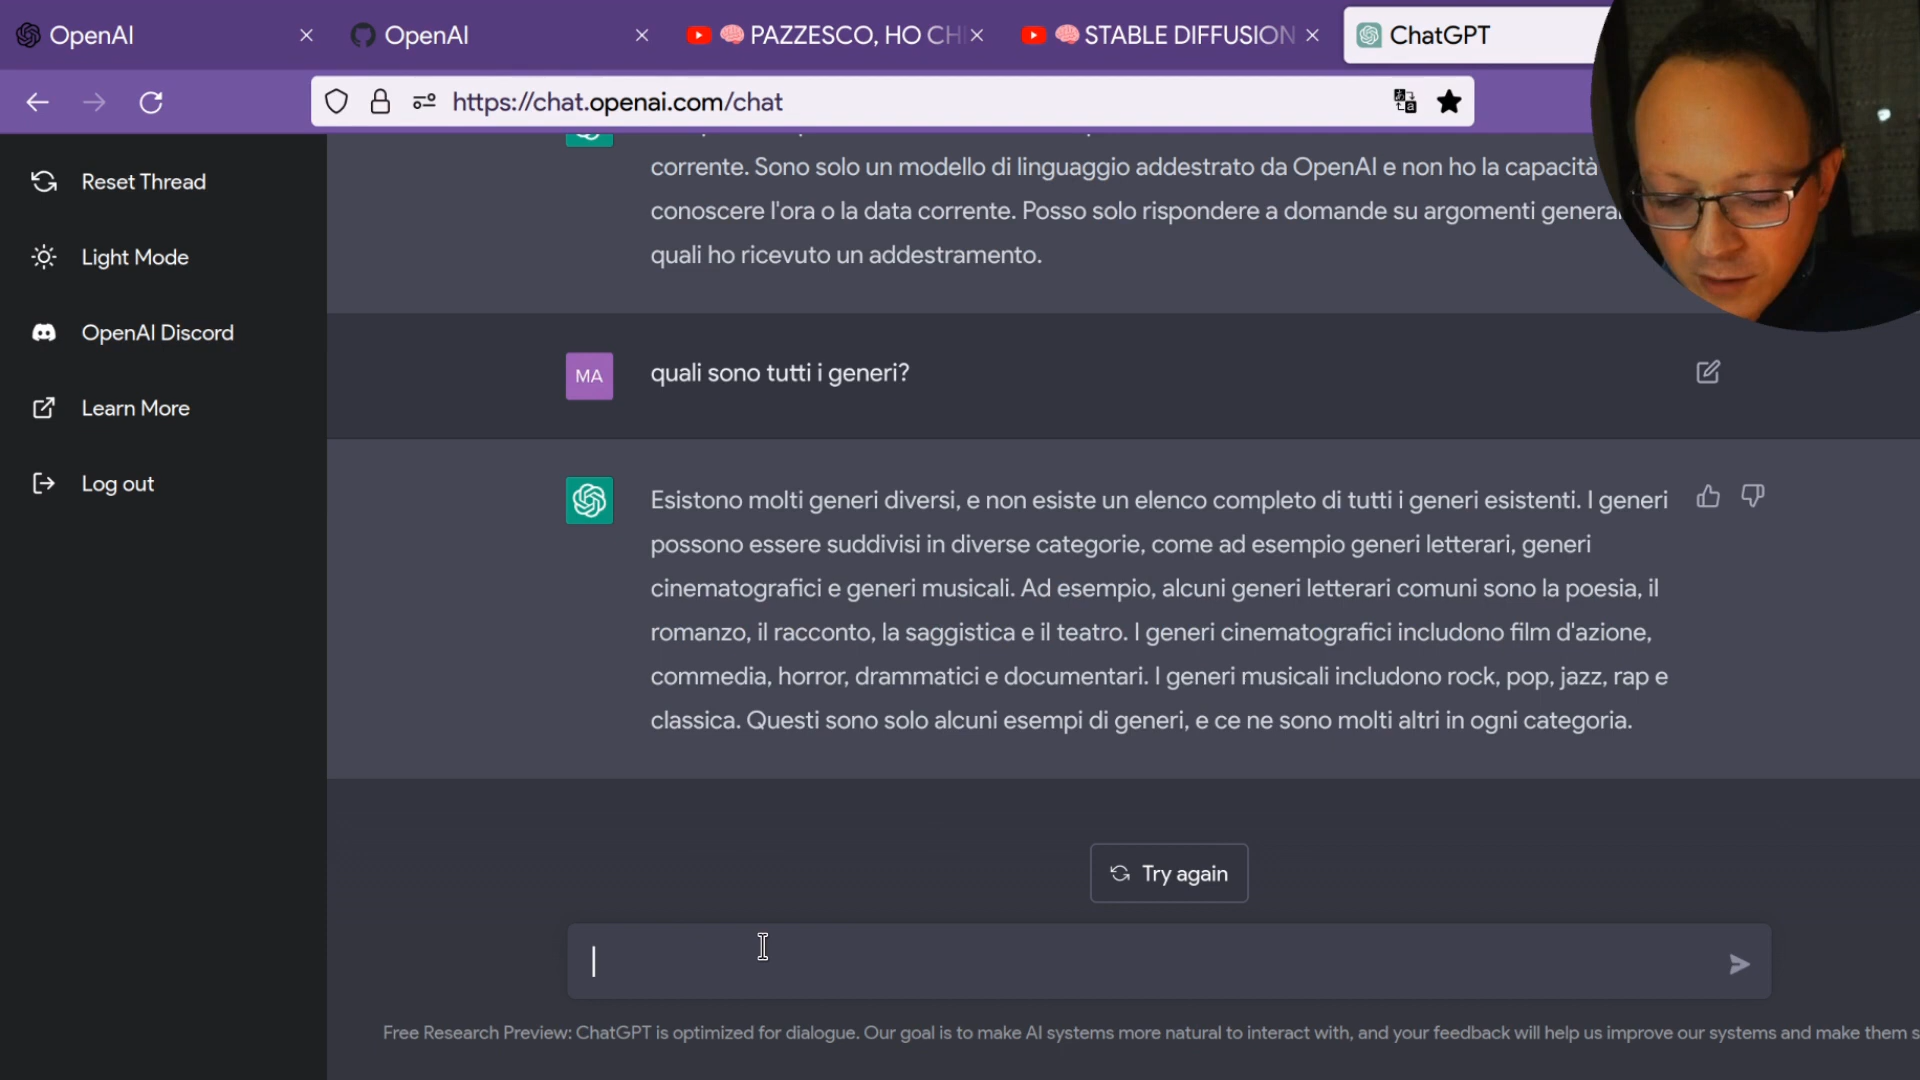 OpenAI
OpenAI
PAZZESCO, HO CH
STABLE DIFFUSION
ChatGPT
https://chat.openai.com/chat
Reset Thread
Light Mode
OpenAI Discord
Learn More
Log out
corrente. Sono solo un modello di linguaggio addestrato da OpenAI e non ho la capacità
conoscere l'ora o la data corrente. Posso solo rispondere a domande su argomenti genera
quali ho ricevuto un addestramento.
MA
quali sono tutti i generi?
Esistono molti generi diversi, e non esiste un elenco completo di tutti i generi esistenti. I generi
possono essere suddivisi in diverse categorie, come ad esempio generi letterari, generi
cinematografici e generi musicali. Ad esempio, alcuni generi letterari comuni sono la poesia, il
romanzo, il racconto, la saggistica e il teatro. I generi cinematografici includono film d'azione,
commedia, horror, drammatici e documentari. I generi musicali includono rock, pop, jazz, rap e
classica. Questi sono solo alcuni esempi di generi, e ce ne sono molti altri in ogni categoria.
Try again
Free Research Preview: ChatGPT is optimized for dialogue. Our goal is to make AI systems more natural to interact with, and your feedback will help us improve our systems and make them s